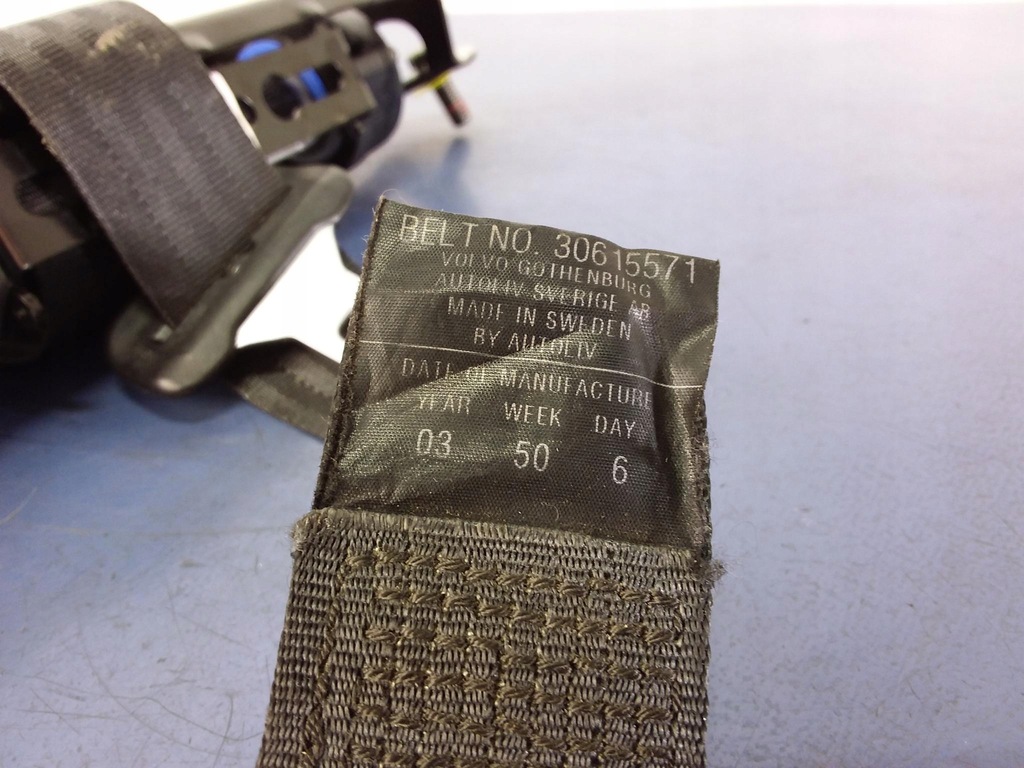 BELT NO. 30615571
VOLVO GOTHENBURG
AUTOLIV SVERIGE AB
MADE IN SWEDEN
BY AUTOLIV
DATE OF MANUFACTURE
YEAR WEEK DAY
03 50 6